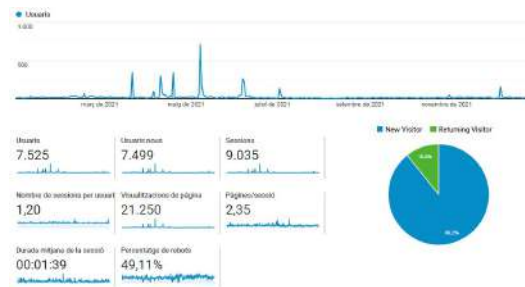 Usuaris
1.000
500
març de 2021
maig de 2021
juliol de 2021
setembre de 2021
novembre de 2021
New Visitor
Returning Visitor
Usuaris
7.525
Usuaris nous
7.499
Sessions
9.035
Nombre de sessions per usuari
1,20
Visualitzacions de pàgina
21.250
Pàgines/sessió
2,35
Durada mitjana de la sessió
00:01:39
Percentatge de rebots
49,11%